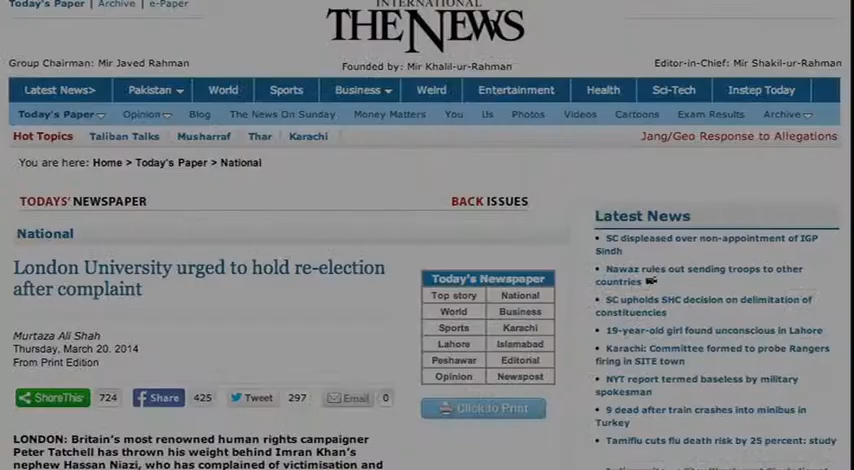 Today's Paper | Archive | e-Paper
INTERNATIONAL
THE NEWS
Group Chairman: Mir Javed Rahman
Founded by: Mir Khalil-ur-Rahman
Editor-in-Chief: Mir Shakil-ur-Rahman
Latest News> Pakistan World Sports Business Weird Entertainment Health Sci-Tech Instep Today
Today's Paper Opinion Blog The News On Sunday Money Matters You Us Photos Videos Cartoons Exam Results Archive
Hot Topics Taliban Talks Musharraf Thar Karachi Jang/Geo Response to Allegations
You are here: Home > Today's Paper > National
TODAYS' NEWSPAPER BACK ISSUES
National
London University urged to hold re-election
after complaint
Murtaza Ali Shah
Thursday, March 20, 2014
From Print Edition
ShareThis 724 Share 425 Tweet 297 Email 0
LONDON: Britain's most renowned human rights campaigner
Peter Tatchell has thrown his weight behind Imran Khan's
nephew Hassan Niazi, who has complained of victimisation and
Today's Newspaper
Top story National
World Business
Sports Karachi
Lahore Islamabad
Peshawar Editorial
Opinion Newspost
Click to Print
Latest News
SC displeased over non-appointment of IGP
Sindh
Nawaz rules out sending troops to other
countries
SC upholds SHC decision on delimitation of
constituencies
19-year-old girl found unconscious in Lahore
Karachi: Committee formed to probe Rangers
firing in SITE town
NYT report termed baseless by military
spokesman
9 dead after train crashes into minibus in
Turkey
Tamiflu cuts flu death risk by 25 percent: study